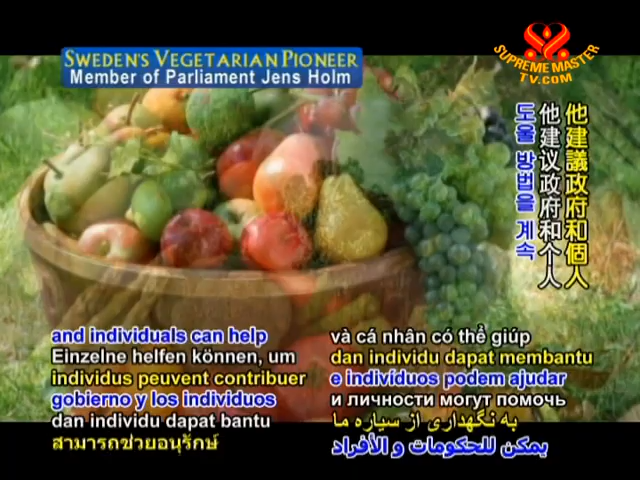 SWEDEN'S VEGETARIAN PIONEER
Member of Parliament Jens Holm
SUPREME MASTER
TV.COM
他建議政府和個人
他建议政府和个人
도울 방법을 계속
and individuals can help
Einzelne helfen können, um
individus peuvent contribuer
gobierno y los individuos
dan individu dapat bantu
สามารถช่วยอนุรักษ์
và cá nhân có thể giúp
dan individu dapat membantu
e indivíduos podem ajudar
и личности могут помочь
به نگهداری از سیاره ما
يمكن للحكومات و الأفراد